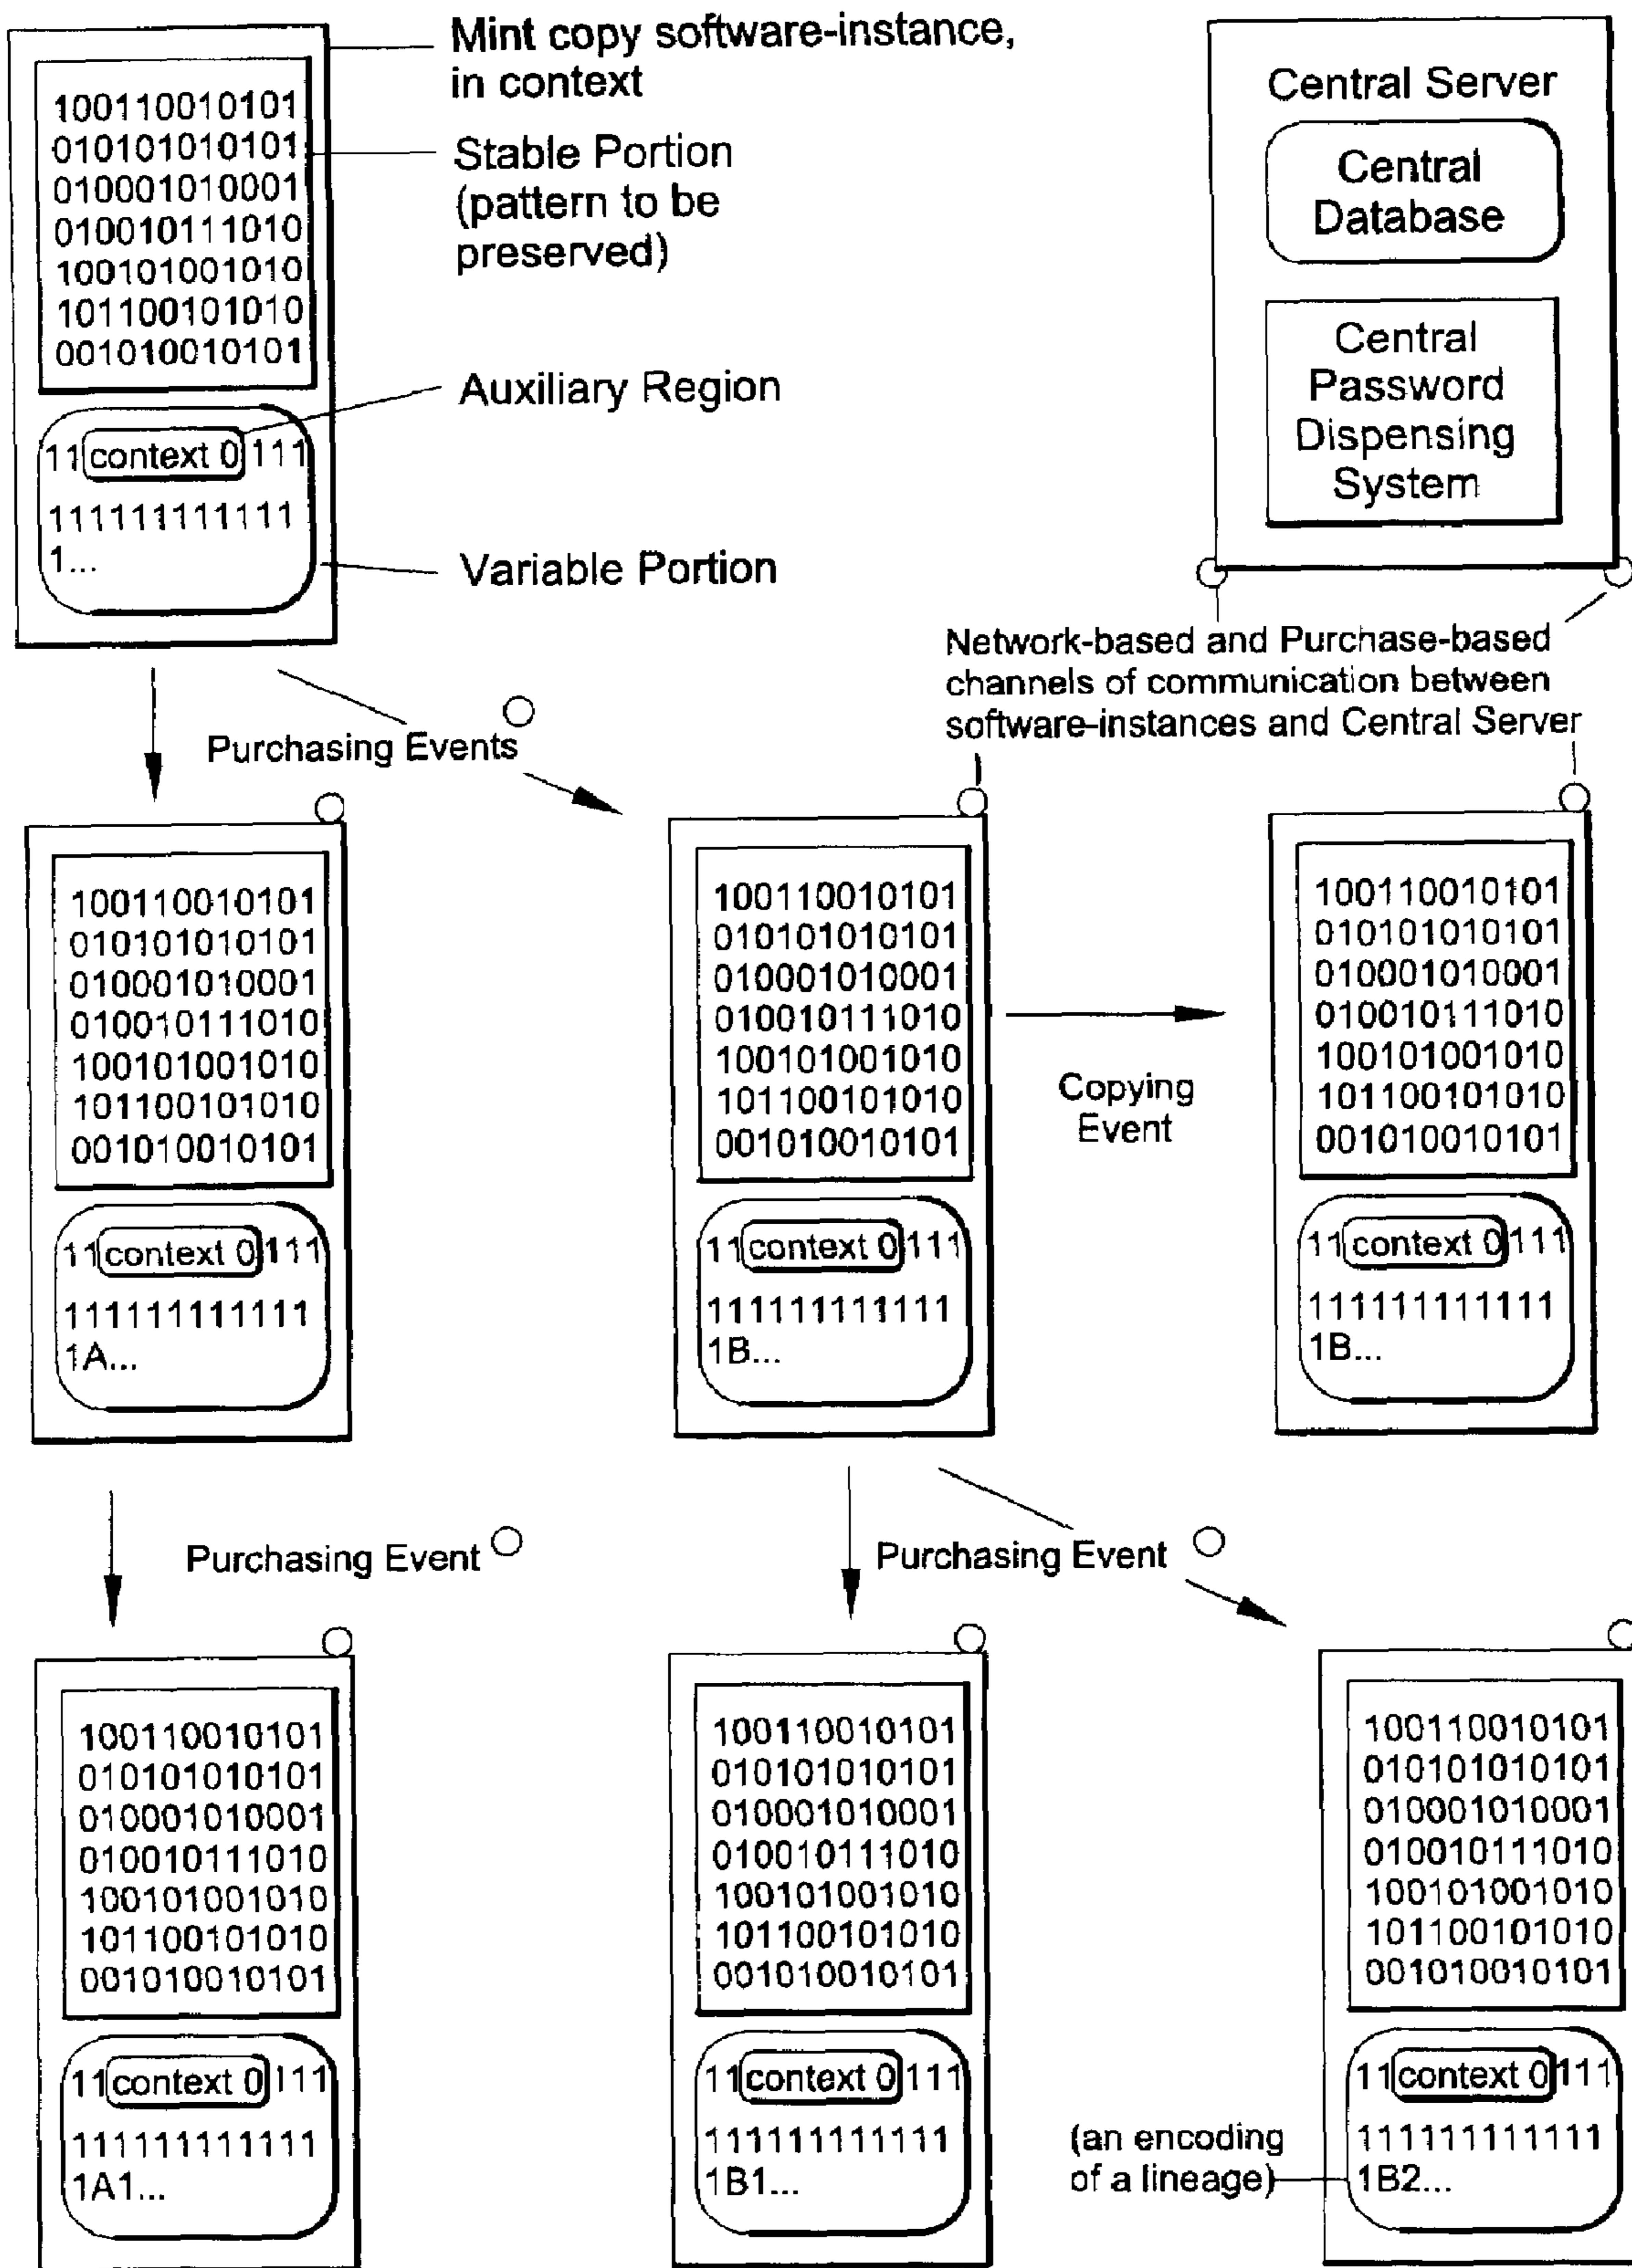 Mint copy software-instance,
in context
100110010101
010101010101
010001010001
010010111010
100101001010
101100101010
001010010101
Stable Portion
(pattern to be
preserved)
Auxiliary Region
11 context 0 111
111111111111
1...
Variable Portion
Central Server
Central
Database
Central
Password
Dispensing
System
Network-based and Purchase-based
channels of communication between
software-instances and Central Server
Purchasing Events
100110010101
010101010101
010001010001
010010111010
100101001010
101100101010
001010010101
11 context 0 111
111111111111
1A...
100110010101
010101010101
010001010001
010010111010
100101001010
101100101010
001010010101
11 context 0 111
111111111111
1B...
Copying
Event
100110010101
010101010101
010001010001
010010111010
100101001010
101100101010
001010010101
11 context 0 111
111111111111
1B...
Purchasing Event
Purchasing Event
100110010101
010101010101
010001010001
010010111010
100101001010
101100101010
001010010101
11 context 0 111
111111111111
1A1...
100110010101
010101010101
010001010001
010010111010
100101001010
101100101010
001010010101
11 context 0 111
111111111111
1B1...
(an encoding
of a lineage)
100110010101
010101010101
010001010001
010010111010
100101001010
101100101010
001010010101
11 context 0 111
111111111111
1B2...